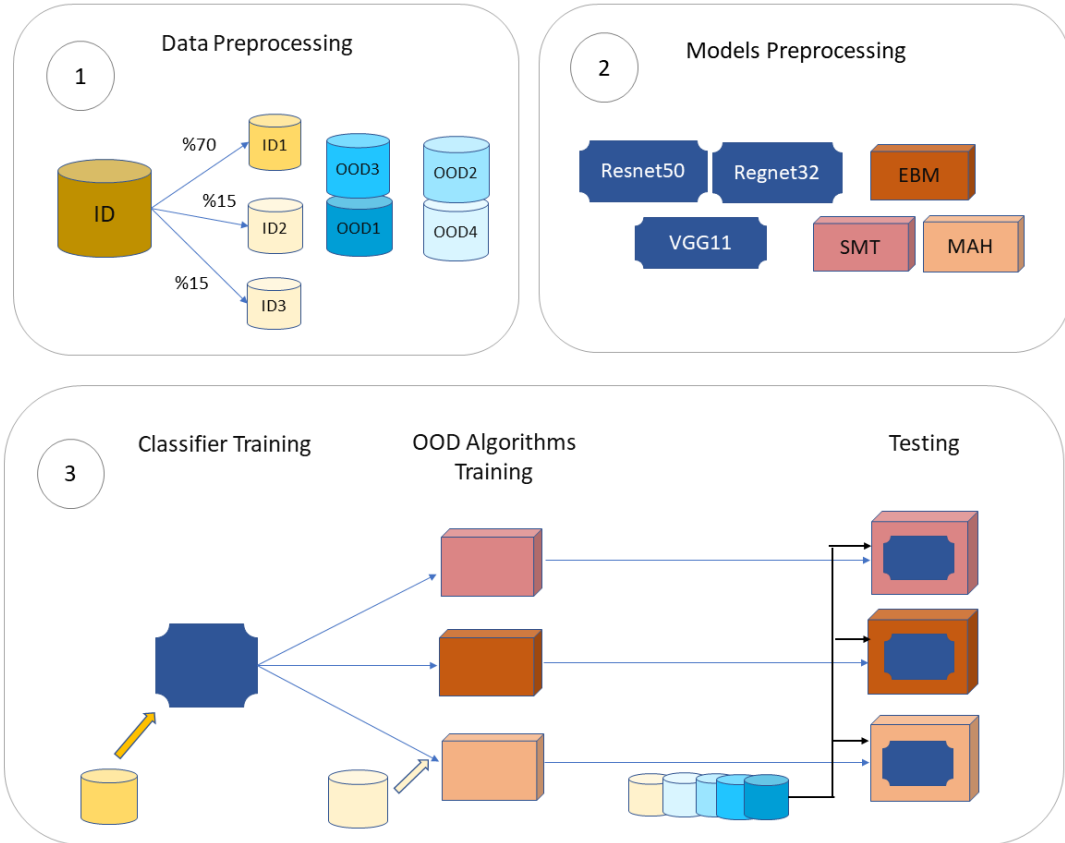 Data Preprocessing
1
%70
%15
%15
ID
ID1
ID2
ID3
OOD3
OOD1
OOD2
OOD4
Models Preprocessing
2
Resnet50
Regnet32
EBM
VGG11
SMT
MAH
3
Classifier Training
OOD Algorithms
Training
Testing